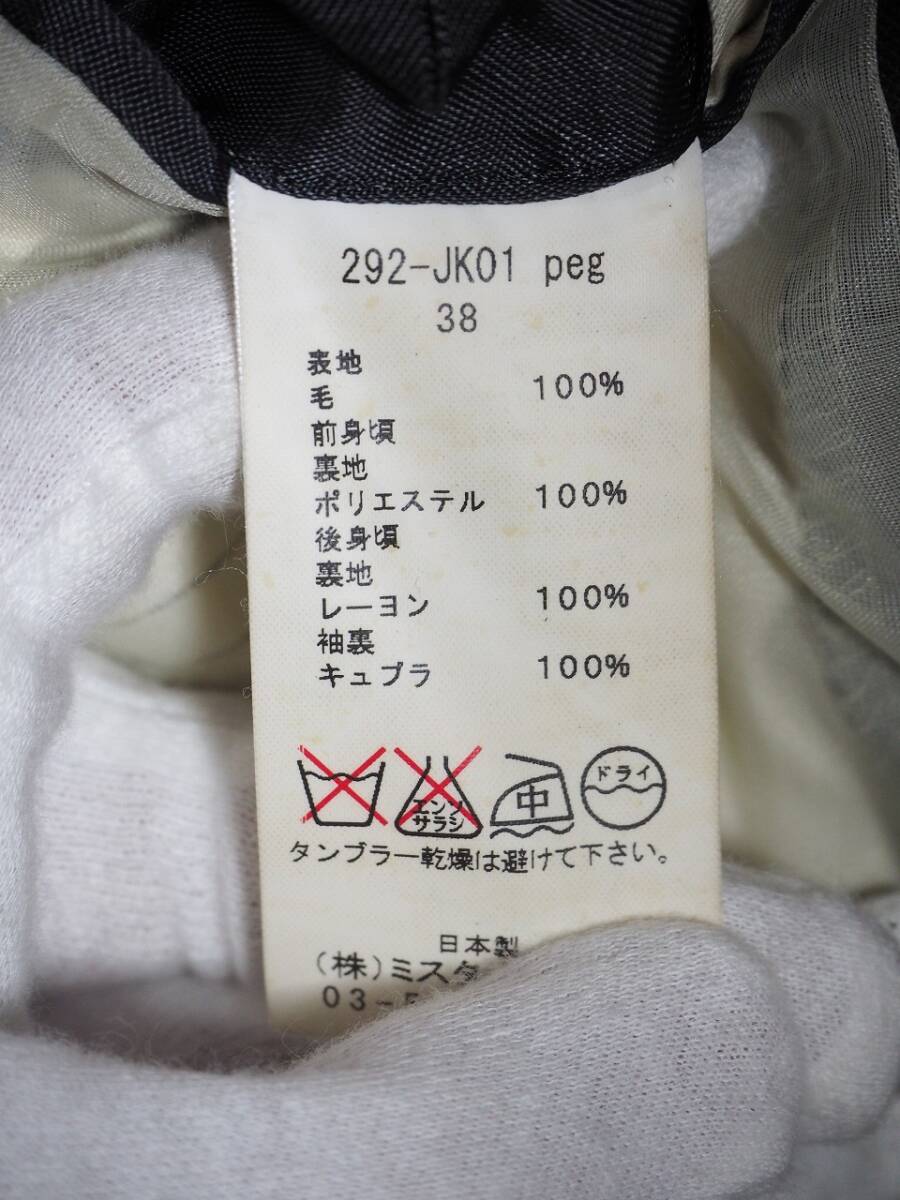 292-JK01 peg
38
表地
毛 100%
前身頃
裏地
ポリエステル 100%
後身頃
裏地
レーヨン 100%
袖裏
キュプラ 100%
エンソ
サラシ
中
ドライ
タンブラー乾燥は避けて下さい。
日本製
(株)ミスタ
03-